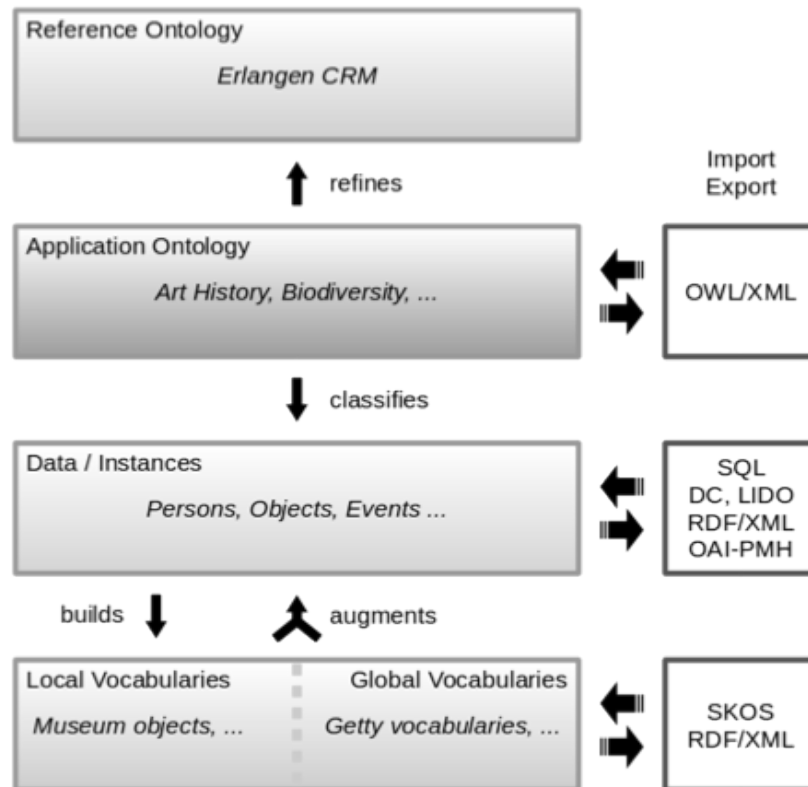 Reference Ontology
Erlangen CRM
refines
Import
Export
Application Ontology
Art History, Biodiversity, ...
OWL/XML
classifies
Data / Instances
Persons, Objects, Events ...
SQL
DC, LIDO
RDF/XML
OAI-PMH
builds
augments
Local Vocabularies
Museum objects, ...
Global Vocabularies
Getty vocabularies, ...
SKOS
RDF/XML